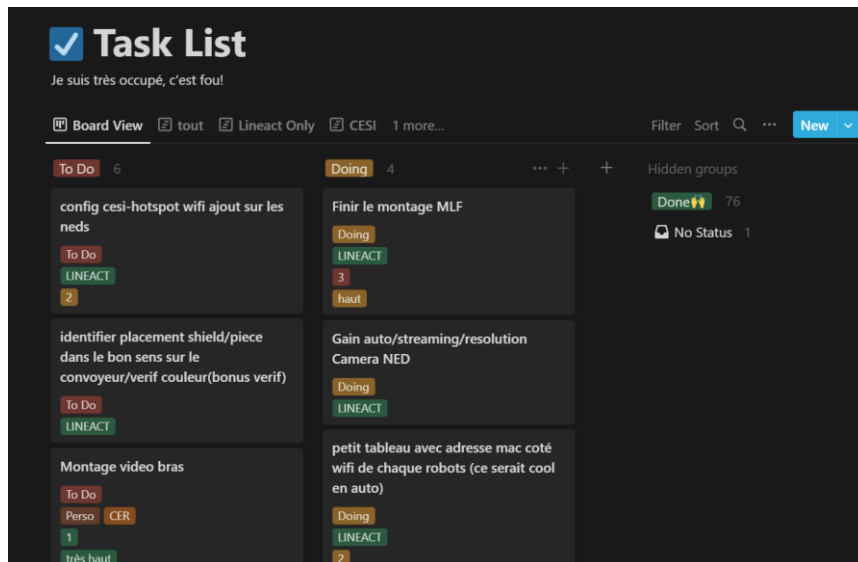 Task List
Je suis très occupé, c'est fou!
Board View tout Lineact Only CESI 1 more...
Filter Sort New
To Do 6
config cesi-hotspot wifi ajout sur les
neds
To Do
LINEACT
2
identifier placement shield/piece
dans le bon sens sur le
convoyeur/verif couleur(bonus verif)
To Do
LINEACT
Montage video bras
To Do
Perso CER
1
très haut
Doing 4
Finir le montage MLF
Doing
LINEACT
3
haut
Gain auto/streaming/resolution
Camera NED
Doing
LINEACT
petit tableau avec adresse mac coté
wifi de chaque robots (ce serait cool
en auto)
Doing
LINEACT
2
Hidden groups
Done🙌 76
No Status 1